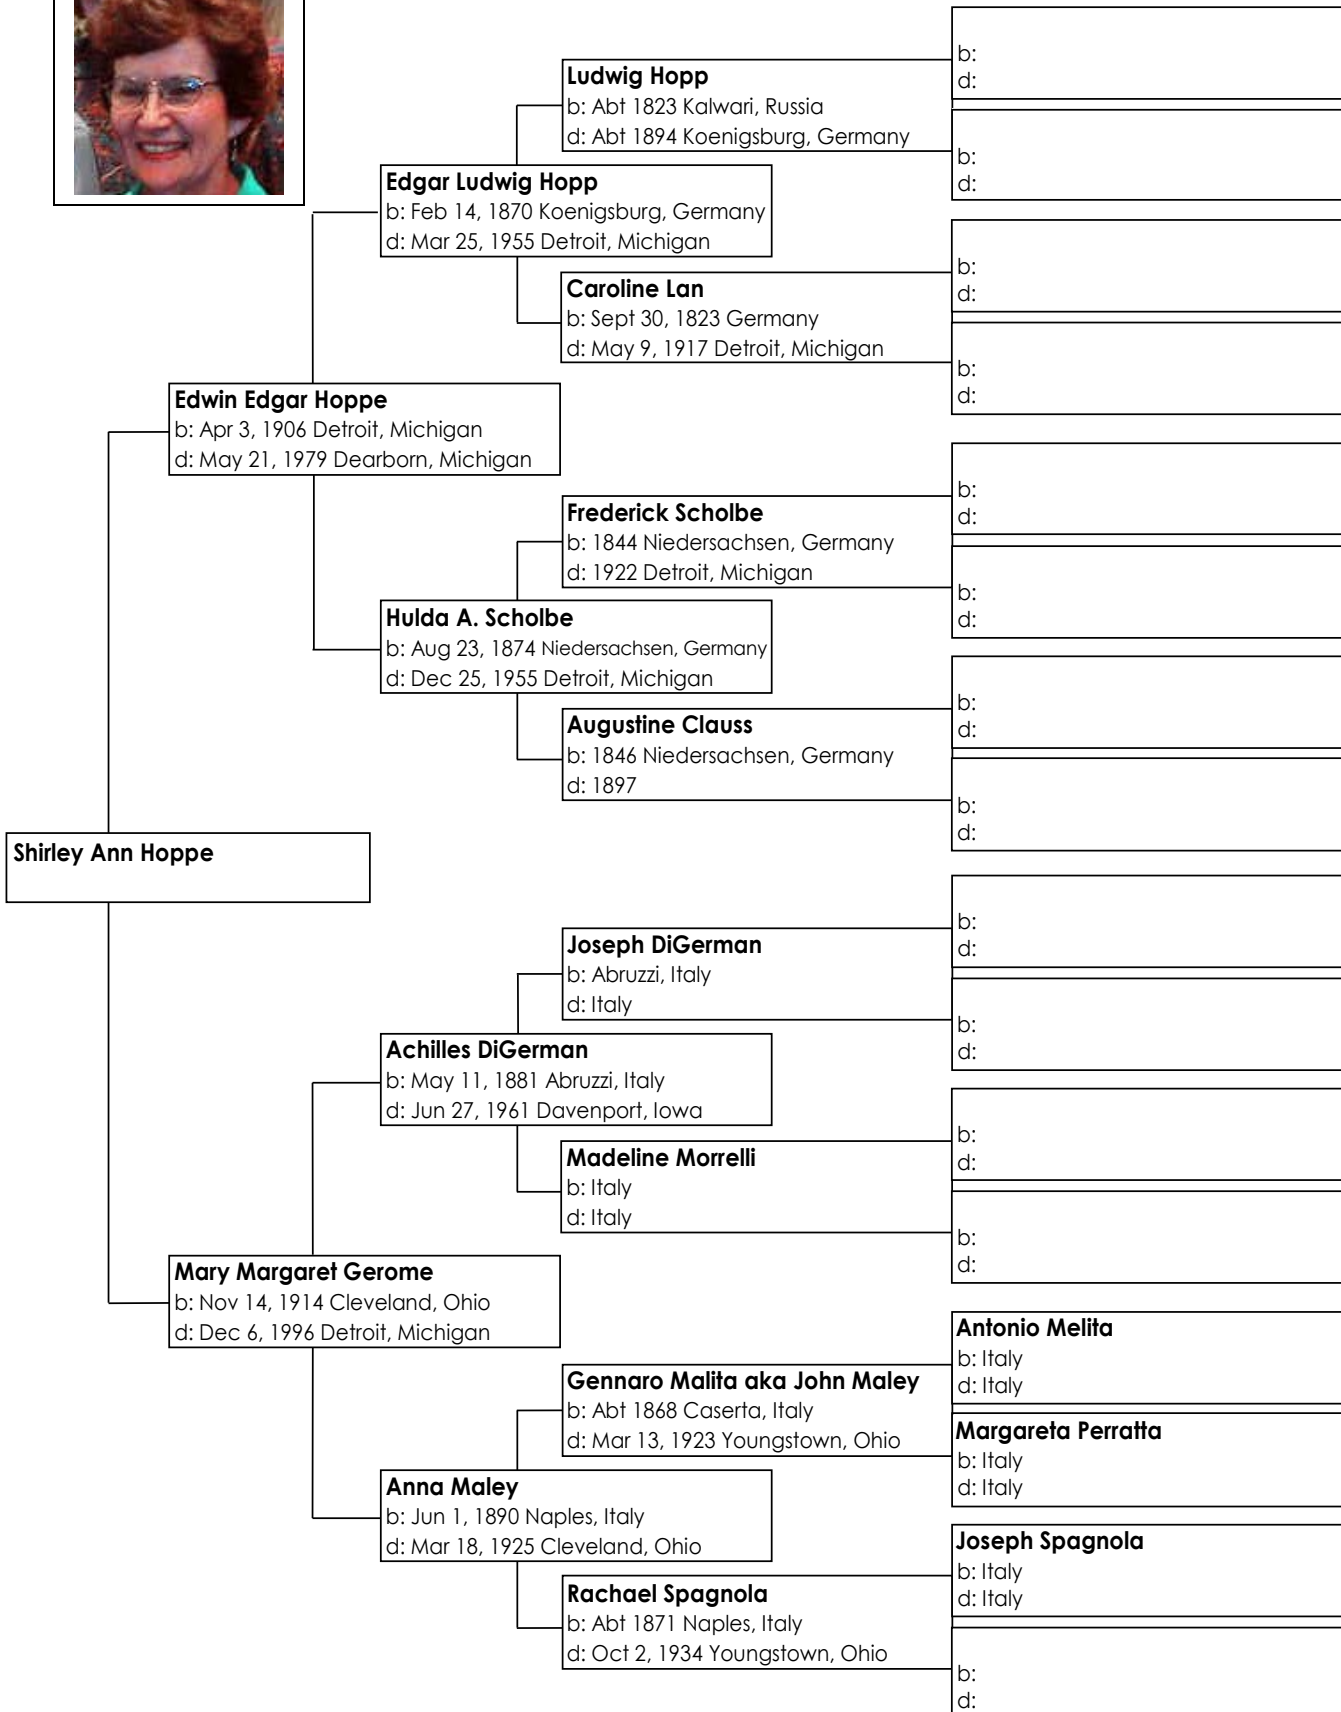 b:
d:
Ludwig Hopp
b: Abt 1823 Kalwari, Russia
d: Abt 1894 Koenigsburg, Germany
b:
d:
Edgar Ludwig Hopp
b: Feb 14, 1870 Koenigsburg, Germany
d: Mar 25, 1955 Detroit, Michigan
b:
d:
Caroline Lan
b: Sept 30, 1823 Germany
d: May 9, 1917 Detroit, Michigan
b:
d:
Edwin Edgar Hoppe
b: Apr 3, 1906 Detroit, Michigan
d: May 21, 1979 Dearborn, Michigan
b:
d:
Frederick Scholbe
b: 1844 Niedersachsen, Germany
d: 1922 Detroit, Michigan
b:
d:
Hulda A. Scholbe
b: Aug 23, 1874 Niedersachsen, Germany
d: Dec 25, 1955 Detroit, Michigan
b:
d:
Augustine Clauss
b: 1846 Niedersachsen, Germany
d: 1897
b:
d:
Shirley Ann Hoppe
b:
d:
Joseph DiGerman
b: Abruzzi, Italy
d: Italy
b:
d:
Achilles DiGerman
b: May 11, 1881 Abruzzi, Italy
d: Jun 27, 1961 Davenport, Iowa
b:
d:
Madeline Morrelli
b: Italy
d: Italy
b:
d:
Mary Margaret Gerome
b: Nov 14, 1914 Cleveland, Ohio
d: Dec 6, 1996 Detroit, Michigan
Antonio Melita
b: Italy
d: Italy
Gennaro Malita aka John Maley
b: Abt 1868 Caserta, Italy
d: Mar 13, 1923 Youngstown, Ohio
Margareta Perratta
b: Italy
d: Italy
Anna Maley
b: Jun 1, 1890 Naples, Italy
d: Mar 18, 1925 Cleveland, Ohio
Joseph Spagnola
b: Italy
d: Italy
Rachael Spagnola
b: Abt 1871 Naples, Italy
d: Oct 2, 1934 Youngstown, Ohio
b:
d: